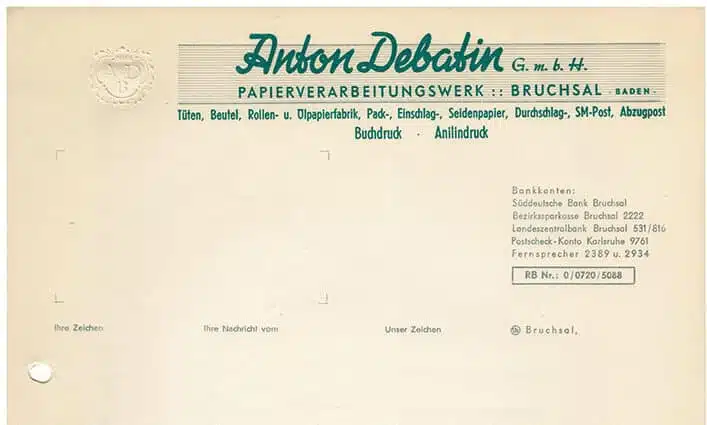 Anton Debatin G. m. b. H.
PAPIERVERARBEITUNGSWERK :: BRUCHSAL - BADEN -
Tüten, Beutel, Rollen- u. Ölpapierfabrik, Pack-, Einschlag-, Seidenpapier, Durchschlag-, SM-Post, Abzugpost
Buchdruck · Anilindruck
Bankkonten:
Süddeutsche Bank Bruchsal
Bezirkssparkasse Bruchsal 2222
Landeszentralbank Bruchsal 531/816
Postscheck-Konto Karlsruhe 9761
Fernsprecher 2389 u. 2934
RB Nr.: 0/0720/5088
Ihre Zeichen
Ihre Nachricht vom
Unser Zeichen
Bruchsal,